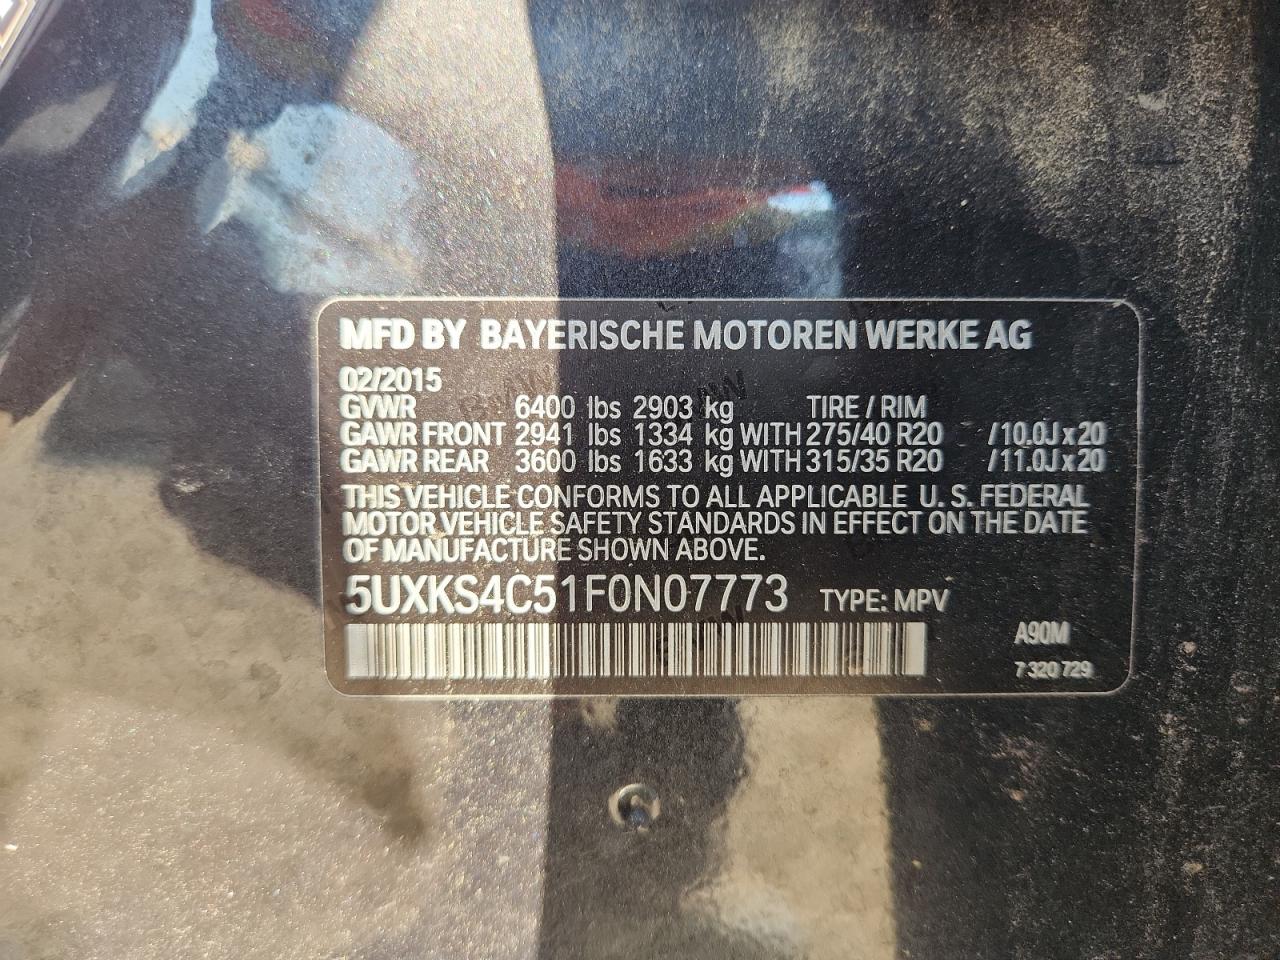 MFD BY BAYERISCHE MOTOREN WERKE AG
02/2015
GVWR 6400 lbs 2903 kg TIRE / RIM
GAWR FRONT 2941 lbs 1334 kg WITH 275/40 R20 /10.0J x 20
GAWR REAR 3600 lbs 1633 kg WITH 315/35 R20 /11.0J x 20
THIS VEHICLE CONFORMS TO ALL APPLICABLE U. S. FEDERAL
MOTOR VEHICLE SAFETY STANDARDS IN EFFECT ON THE DATE
OF MANUFACTURE SHOWN ABOVE.
5UXKS4C51F0N07773 TYPE: MPV
A90M
7 320 729